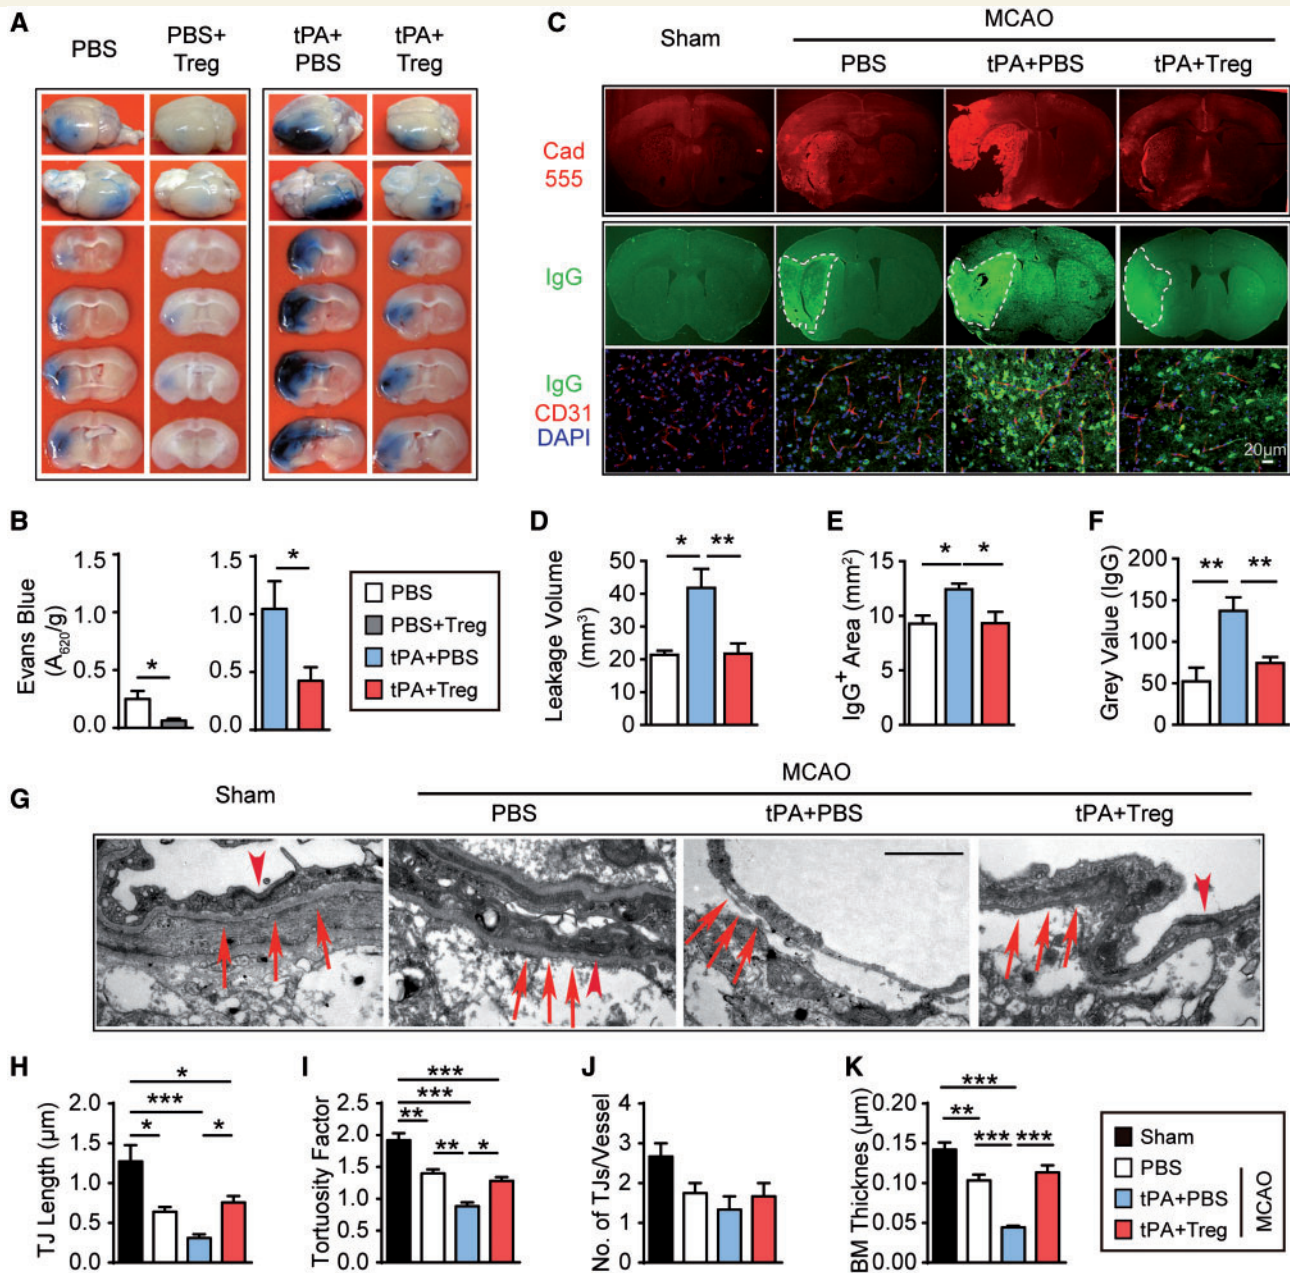 A
PBS
PBS+
Treg
tPA+
PBS
tPA+
Treg
C
Sham
MCAO
PBS
tPA+PBS
tPA+Treg
Cad
555
IgG
IgG
CD31
DAPI
20µm
B
Evans Blue
(A620/g)
1.5
1.0
0.5
0.0
*
1.5
1.0
0.5
0.0
*
PBS
PBS+Treg
tPA+PBS
tPA+Treg
D
Leakage Volume
(mm3)
50
40
30
20
10
0
* **
E
IgG+ Area (mm2)
15
10
5
0
* *
F
Grey Value (IgG)
200
150
100
50
0
** **
G
Sham
MCAO
PBS
tPA+PBS
tPA+Treg
H
TJ Length (µm)
2.0
1.5
1.0
0.5
0.0
*
***
* *
I
Tortuosity Factor
2.5
2.0
1.5
1.0
0.5
0.0
***
***
**
** *
J
No. of TJs/Vessel
4
3
2
1
0
K
BM Thicknes (µm)
0.20
0.15
0.10
0.05
0.00
***
**
*** ***
Sham
PBS
tPA+PBS
tPA+Treg
MCAO